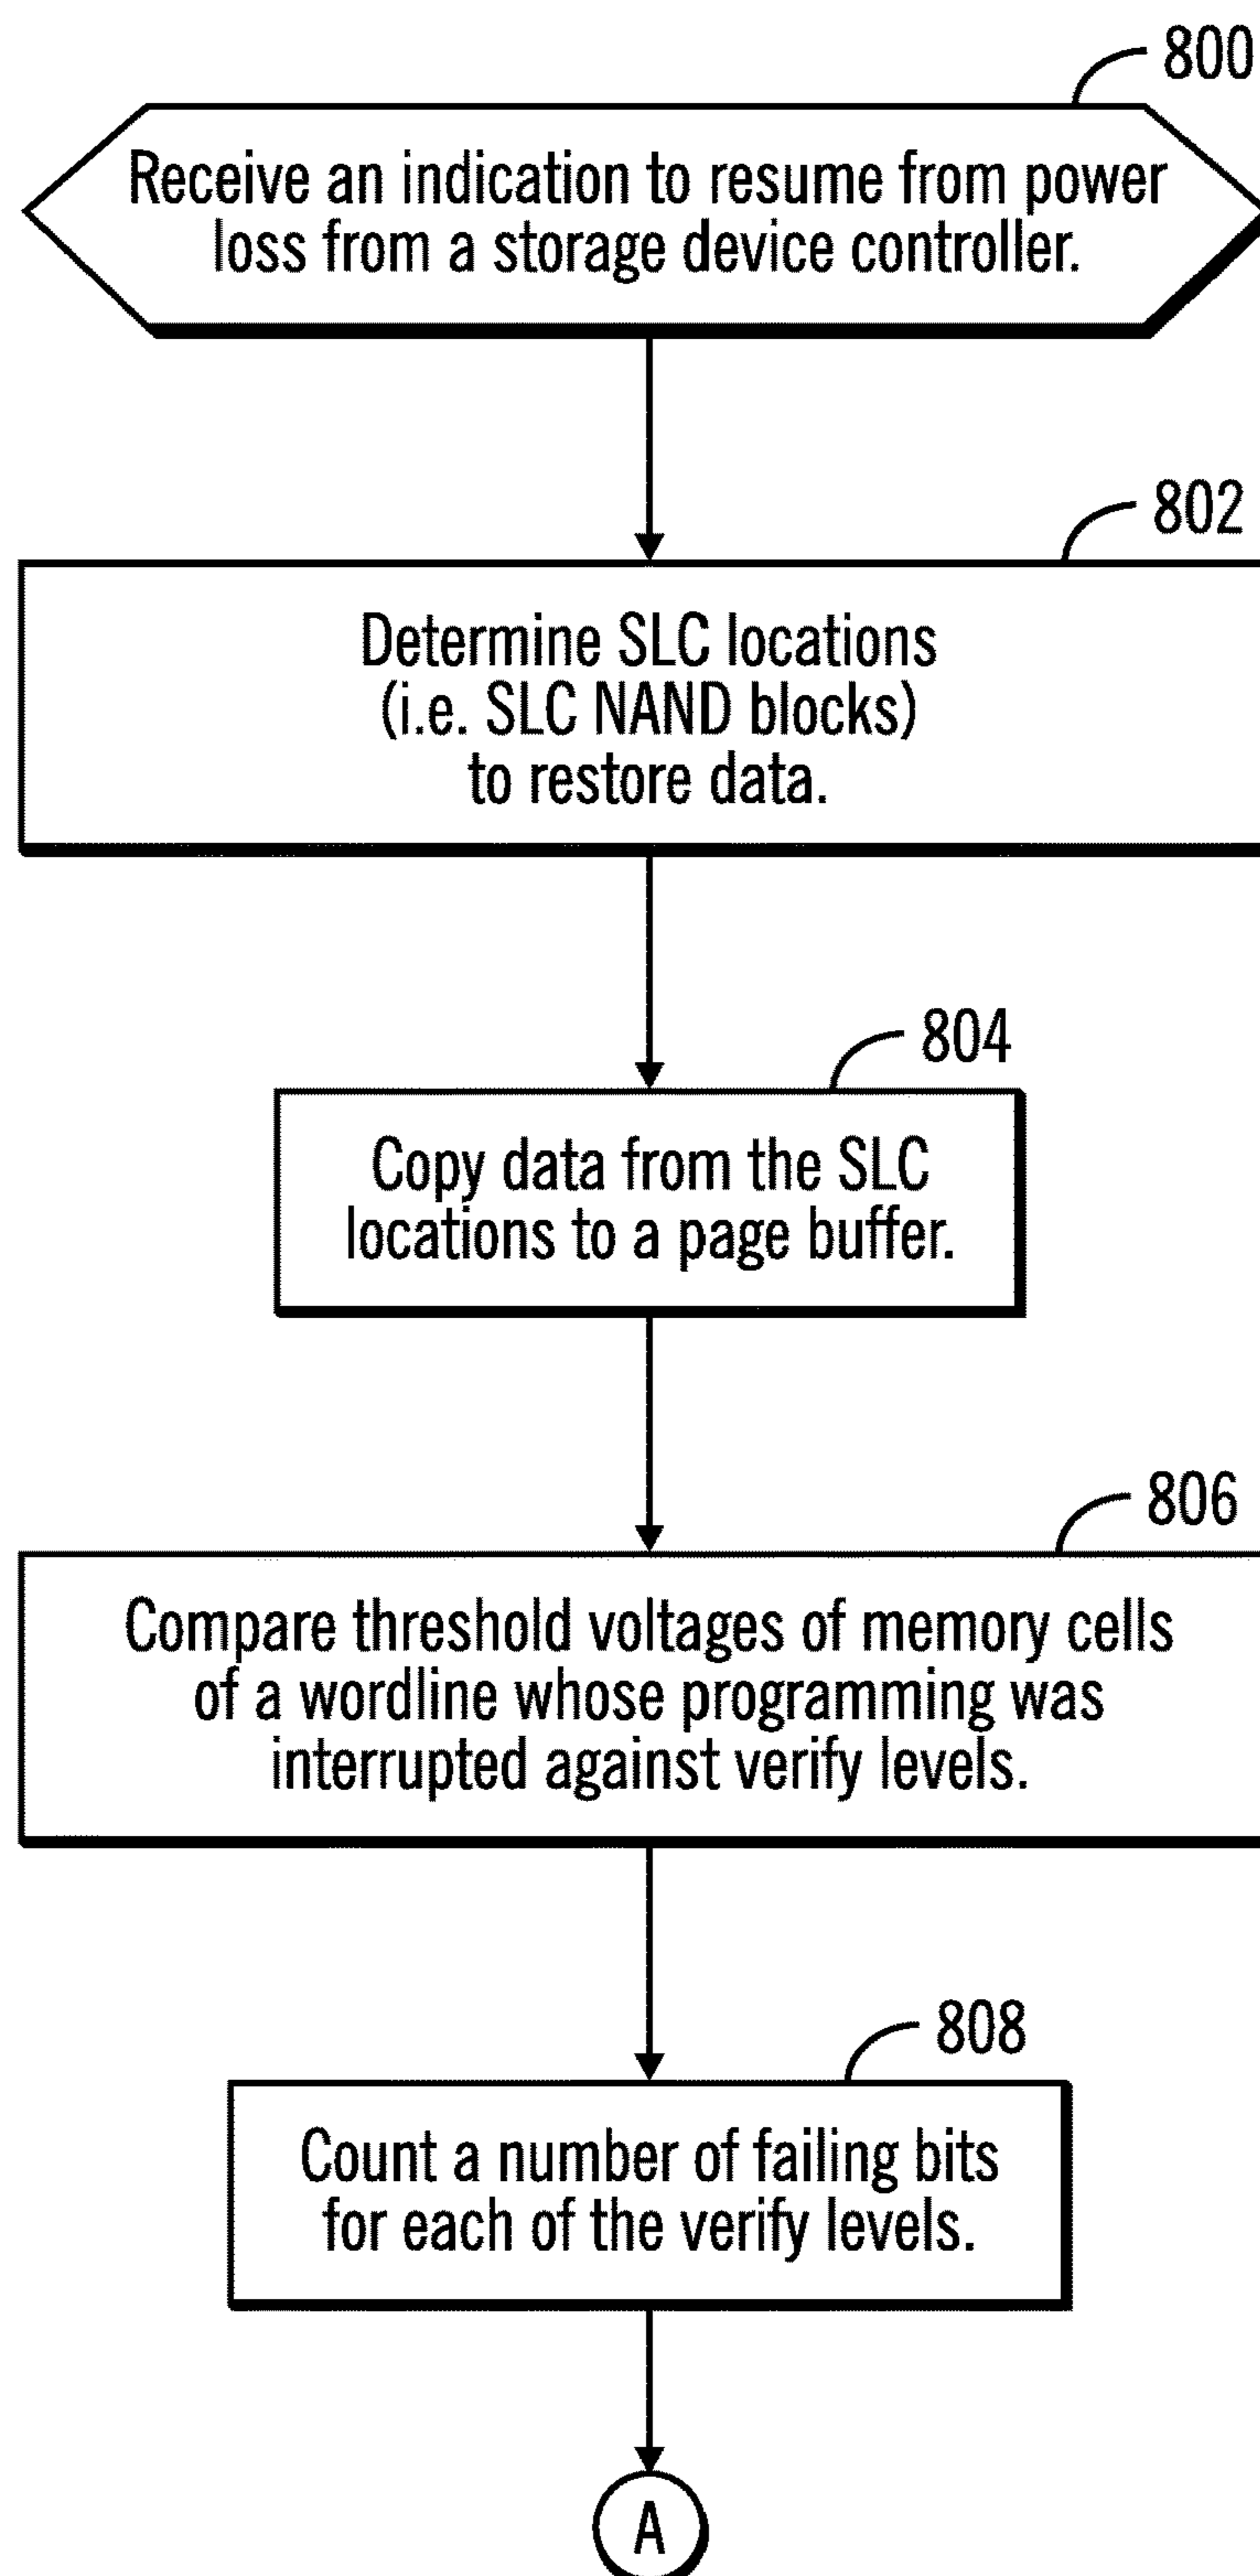 800
Receive an indication to resume from power
loss from a storage device controller.
802
Determine SLC locations
(i.e. SLC NAND blocks)
to restore data.
804
Copy data from the SLC
locations to a page buffer.
806
Compare threshold voltages of memory cells
of a wordline whose programming was
interrupted against verify levels.
808
Count a number of failing bits
for each of the verify levels.
A